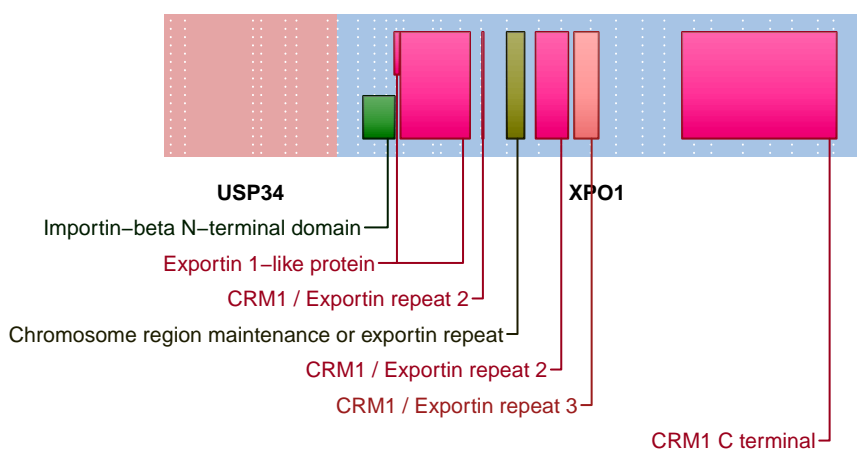 USP34 XPO1
Importin−beta N−terminal domain
Exportin 1−like protein
CRM1 / Exportin repeat 2
Chromosome region maintenance or exportin repeat
CRM1 / Exportin repeat 2
CRM1 / Exportin repeat 3
CRM1 C terminal